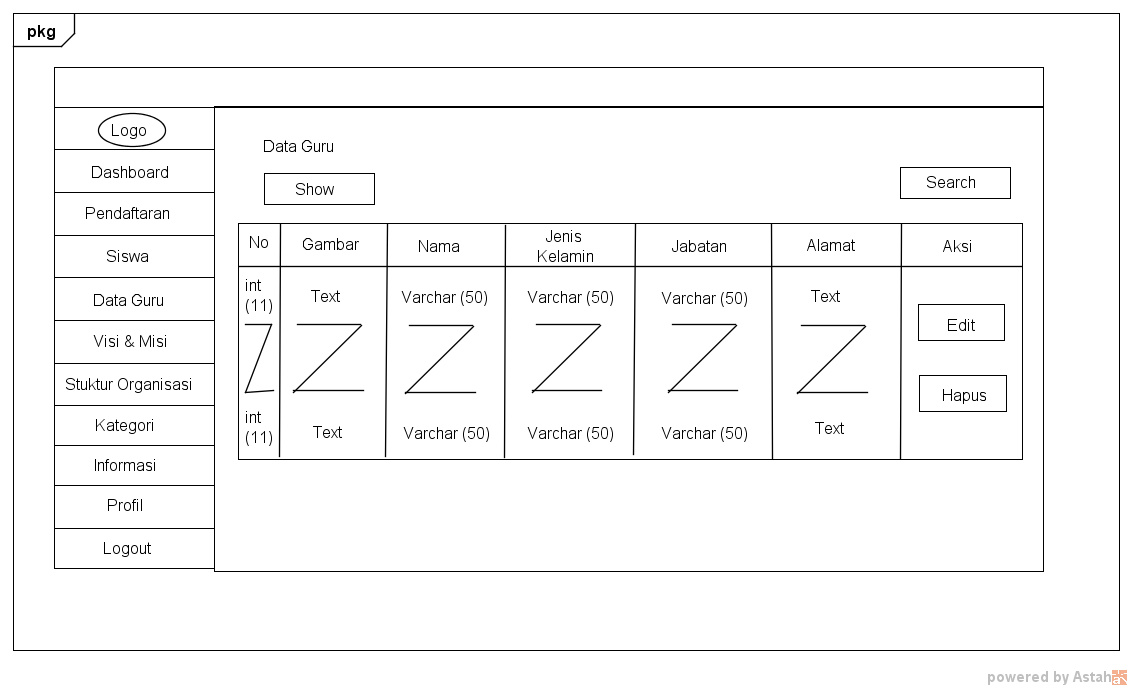 pkg
Logo
Dashboard
Pendaftaran
Siswa
Data Guru
Visi & Misi
Stuktur Organisasi
Kategori
Informasi
Profil
Logout
Data Guru
Show
Search
No
Gambar
Nama
Jenis
Kelamin
Jabatan
Alamat
Aksi
int
(11)
Text
Varchar (50)
Varchar (50)
Varchar (50)
Text
Edit
Hapus
int
(11)
Text
Varchar (50)
Varchar (50)
Varchar (50)
Text
powered by Astah